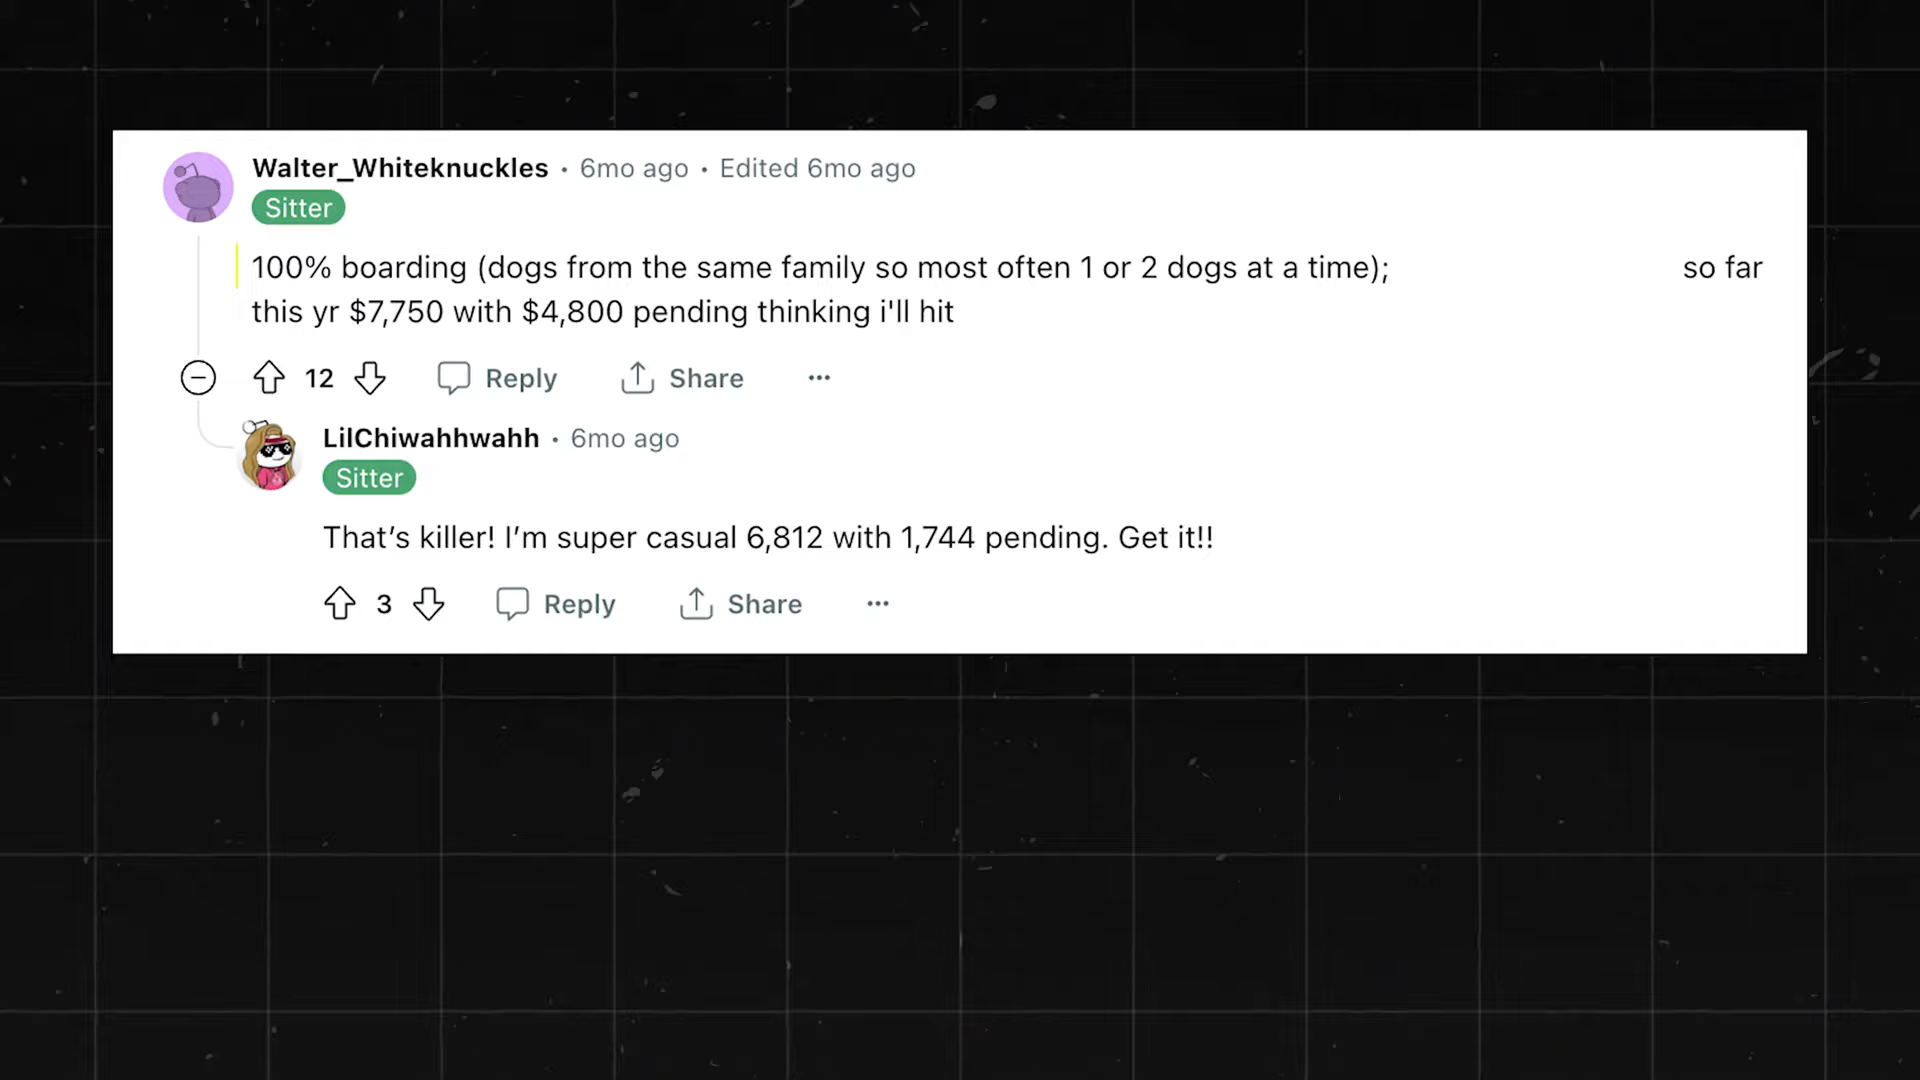 Walter_Whiteknuckles • 6mo ago • Edited 6mo ago
Sitter
100% boarding (dogs from the same family so most often 1 or 2 dogs at a time); so far
this yr $7,750 with $4,800 pending thinking i'll hit
12 Reply Share ...
LilChiwahhwahh • 6mo ago
Sitter
That’s killer! I’m super casual 6,812 with 1,744 pending. Get it!!
3 Reply Share ...